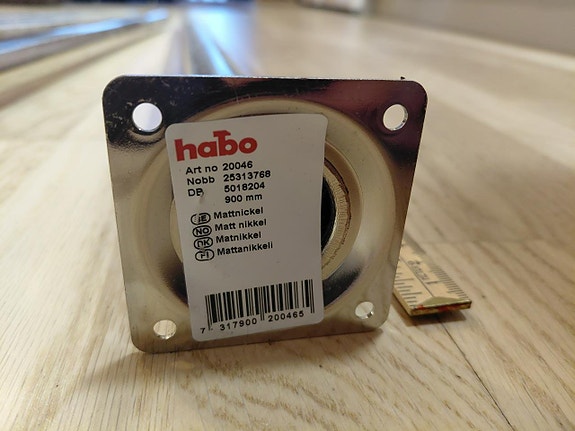 habo
Art no 20046
Nobb 25313768
DB 5018204
900 mm
SE Mattnickel
NO Matt nikkel
DK Matnikkel
FI Mattanikkeli
7 317900 200465